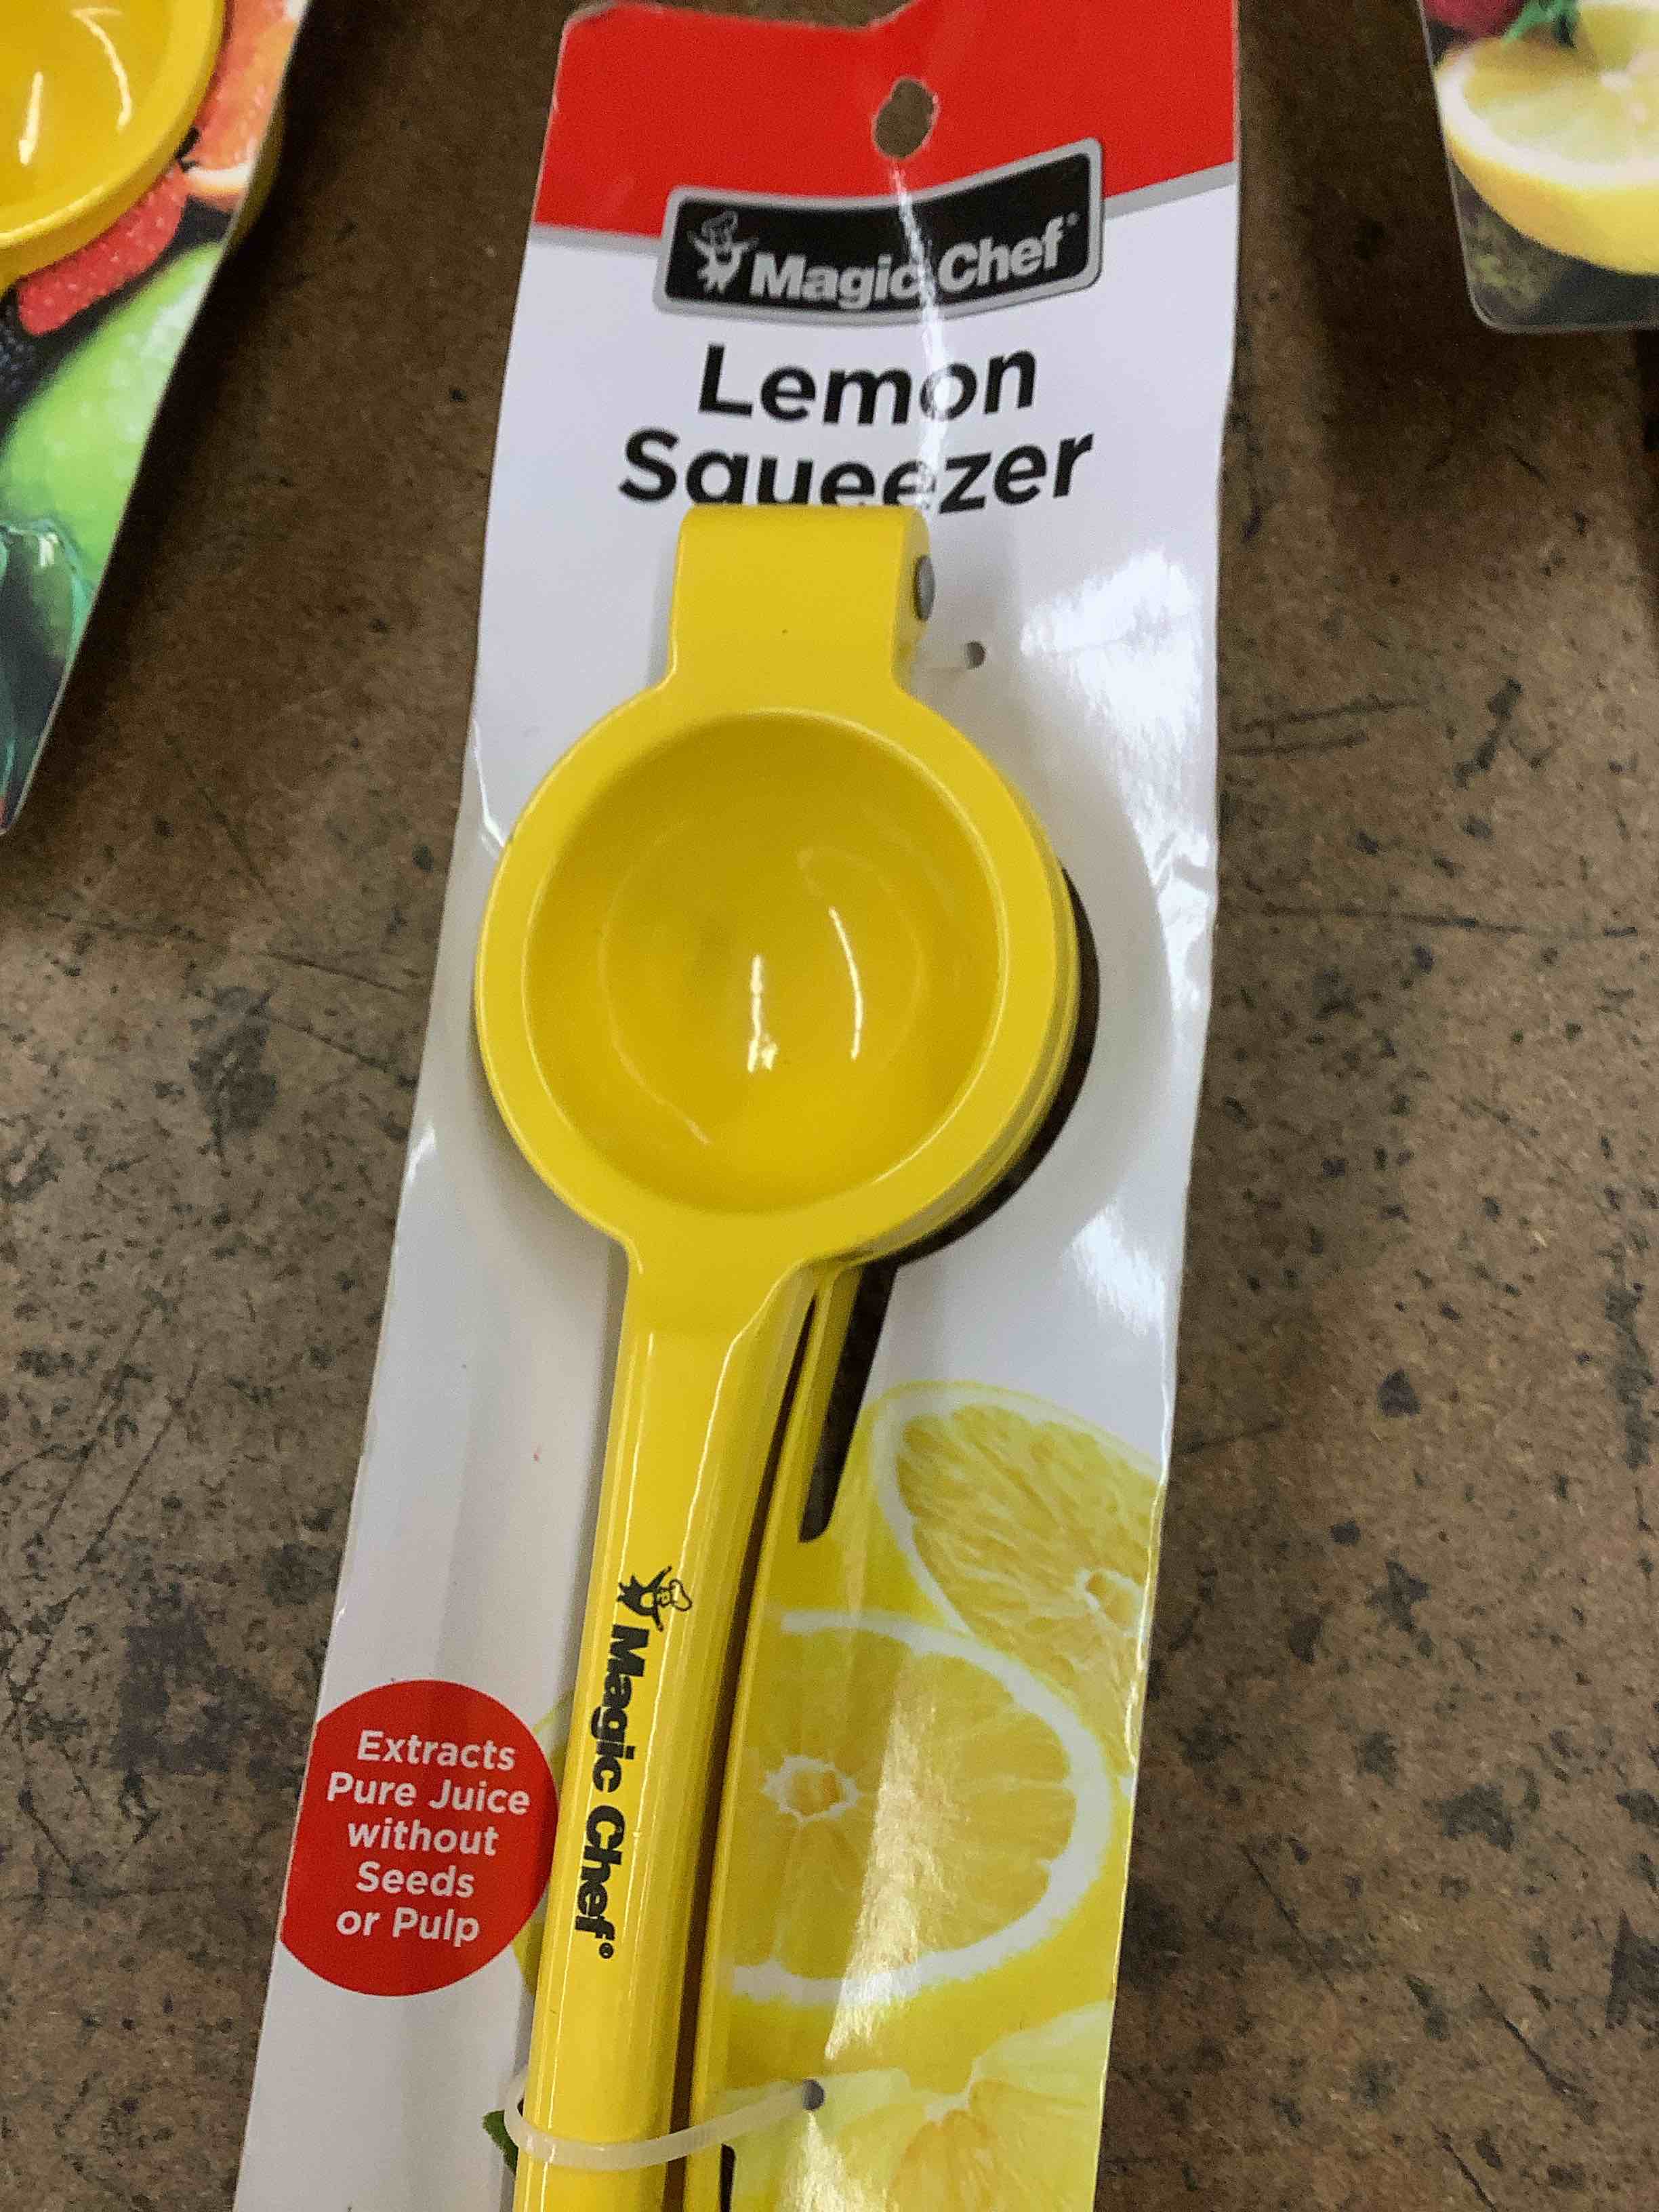 Magic Chef®
Lemon
Squeezer
Magic Chef®
Extracts
Pure Juice
without
Seeds
or Pulp